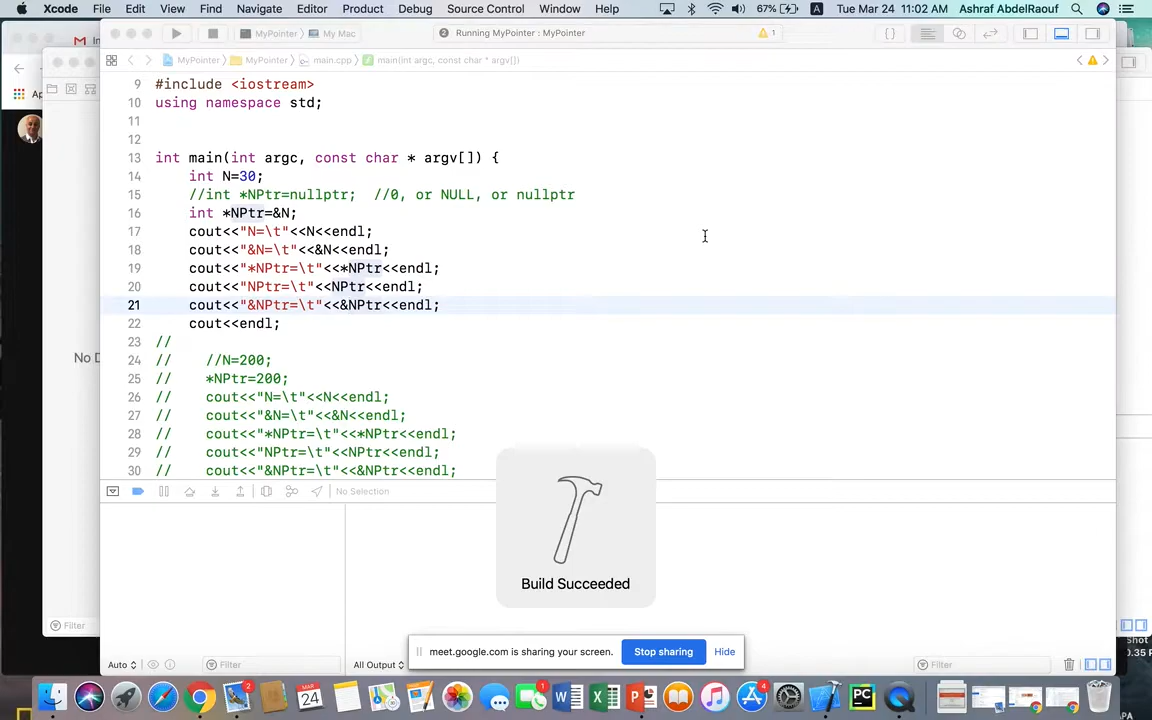 Xcode File Edit View Find Navigate Editor Product Debug Source Control Window Help 67% A Tue Mar 24 11:02 AM Ashraf AbdelRaouf
MyPointer My Mac Running MyPointer : MyPointer 1
MyPointer MyPointer main.cpp main(int argc, const char * argv[])
9 #include <iostream>
10 using namespace std;
11
12
13 int main(int argc, const char * argv[]) {
14 int N=30;
15 //int *NPtr=nullptr; //0, or NULL, or nullptr
16 int *NPtr=&N;
17 cout<<"N=\t"<<N<<endl;
18 cout<<"&N=\t"<<&N<<endl;
19 cout<<"*NPtr=\t"<<*NPtr<<endl;
20 cout<<"NPtr=\t"<<NPtr<<endl;
21 cout<<"&NPtr=\t"<<&NPtr<<endl;
22 cout<<endl;
23 //
24 // //N=200;
25 // *NPtr=200;
26 // cout<<"N=\t"<<N<<endl;
27 // cout<<"&N=\t"<<&N<<endl;
28 // cout<<"*NPtr=\t"<<*NPtr<<endl;
29 // cout<<"NPtr=\t"<<NPtr<<endl;
30 // cout<<"&NPtr=\t"<<&NPtr<<endl;
No D
No Selection
Build Succeeded
Filter
meet.google.com is sharing your screen. Stop sharing Hide
Auto Filter All Output Filter